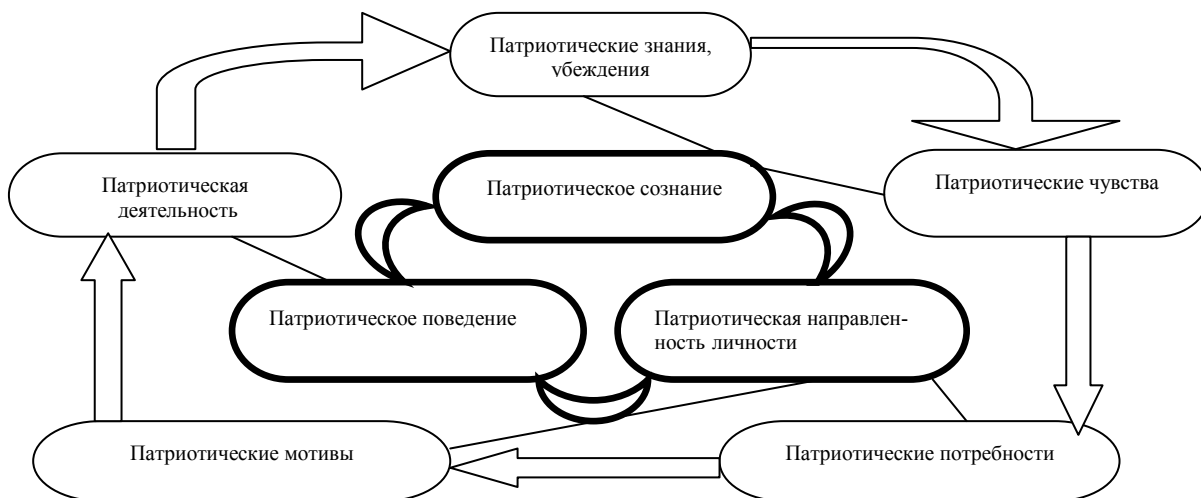 Патриотические знания,
убеждения
Патриотическая
деятельность
Патриотическое сознание
Патриотические чувства
Патриотическое поведение
Патриотическая направлен-
ность личности
Патриотические мотивы
Патриотические потребности